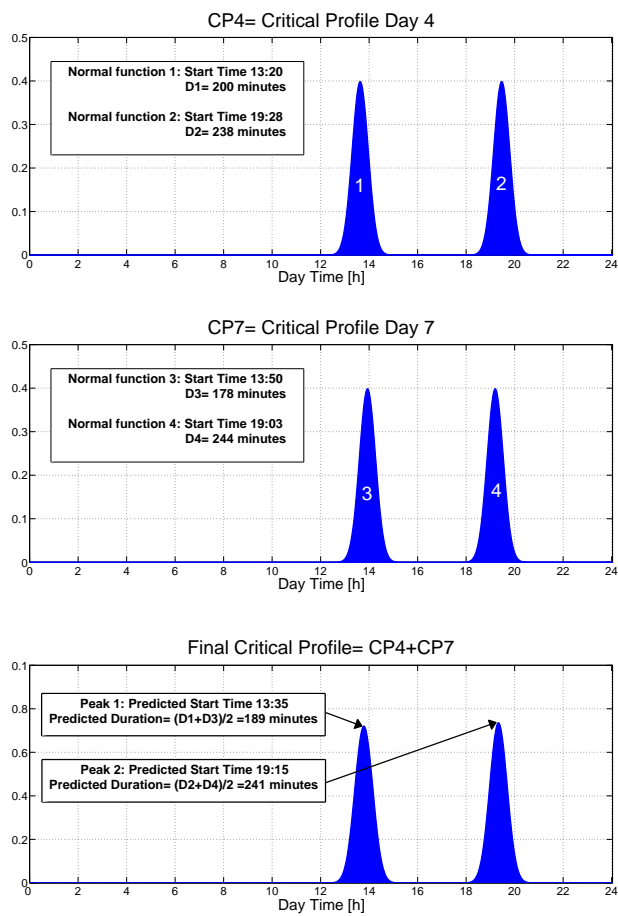 CP4= Critical Profile Day 4
0.5
0.4
0.3
0.2
0.1
0
Normal function 1: Start Time 13:20
D1= 200 minutes
Normal function 2: Start Time 19:28
D2= 238 minutes
1
2
0 2 4 6 8 10 12 14 16 18 20 22 24
Day Time [h]
CP7= Critical Profile Day 7
0.5
0.4
0.3
0.2
0.1
0
Normal function 3: Start Time 13:50
D3= 178 minutes
Normal function 4: Start Time 19:03
D4= 244 minutes
3
4
0 2 4 6 8 10 12 14 16 18 20 22 24
Day Time [h]
Final Critical Profile= CP4+CP7
0.1
0.8
0.6
0.4
0.2
0
Peak 1: Predicted Start Time 13:35
Predicted Duration= (D1+D3)/2 =189 minutes
Peak 2: Predicted Start Time 19:15
Predicted Duration= (D2+D4)/2 =241 minutes
0 2 4 6 8 10 12 14 16 18 20 22 24
Day Time [h]